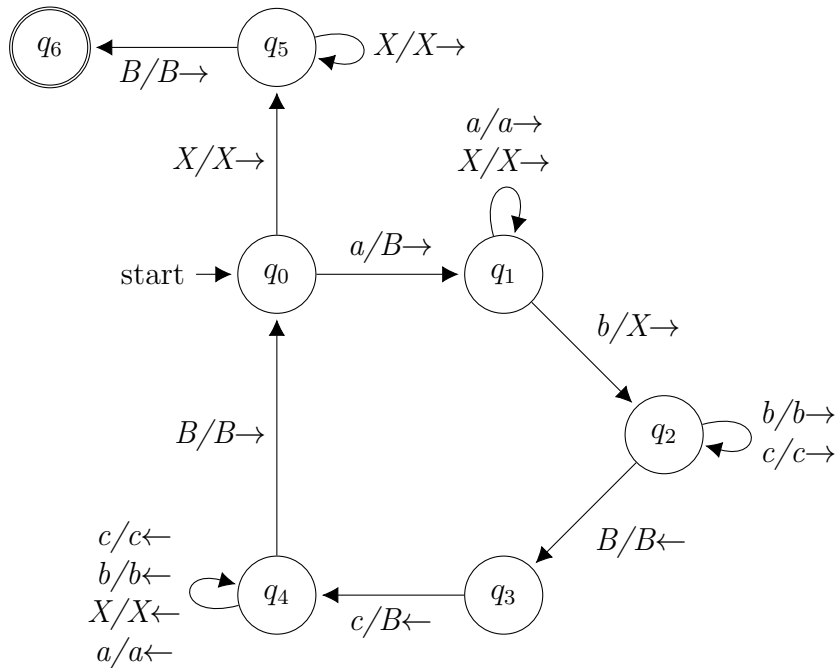 q6
q5
X/X→
B/B→
a/a→
X/X→
X/X→
a/B→
start
q0
q1
b/X→
b/b→
q2
c/c→
B/B→
B/B←
c/c←
b/b←
q4
q3
X/X←
c/B←
a/a←